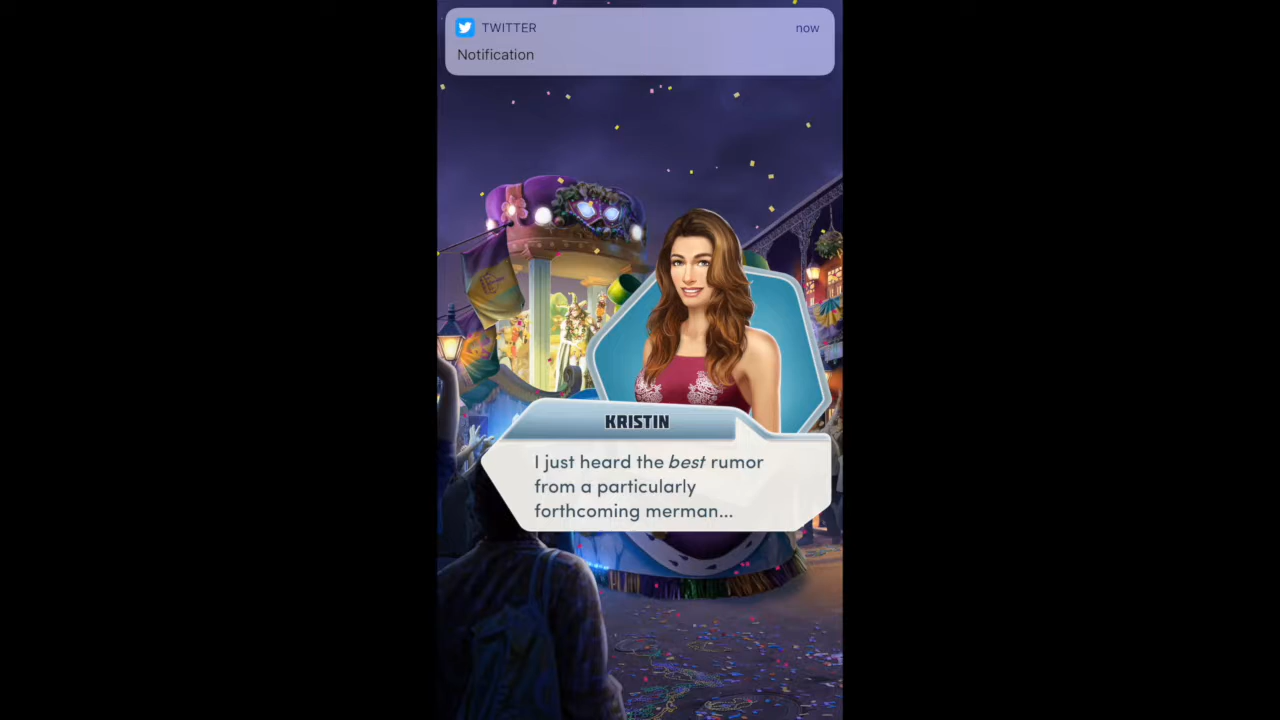 TWITTER
now
Notification
KRISTIN
I just heard the best rumor
from a particularly
forthcoming merman...